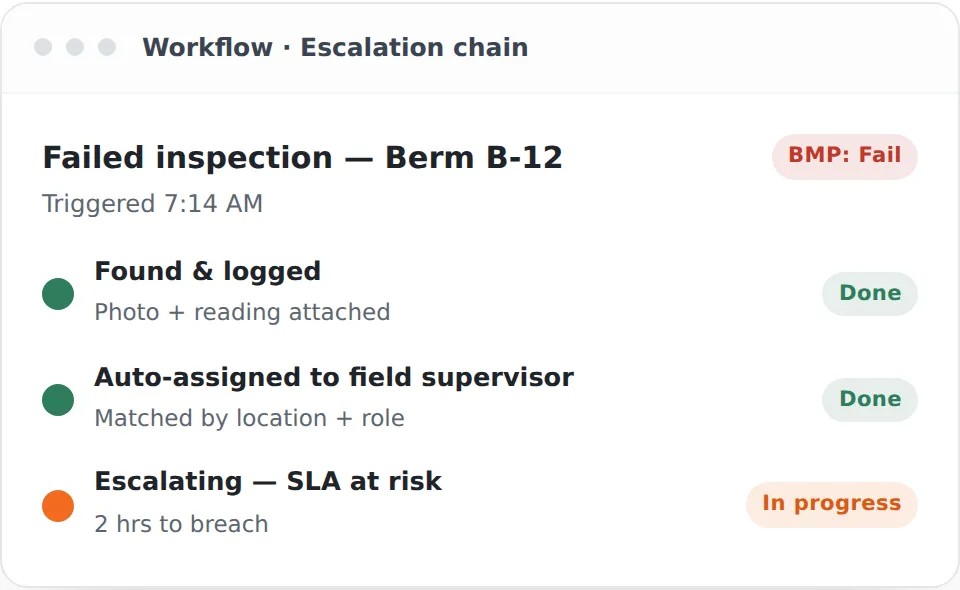 Workflow · Escalation chain
Failed inspection — Berm B-12
BMP: Fail
Triggered 7:14 AM
Found & logged
Photo + reading attached
Done
Auto-assigned to field supervisor
Matched by location + role
Done
Escalating — SLA at risk
2 hrs to breach
In progress